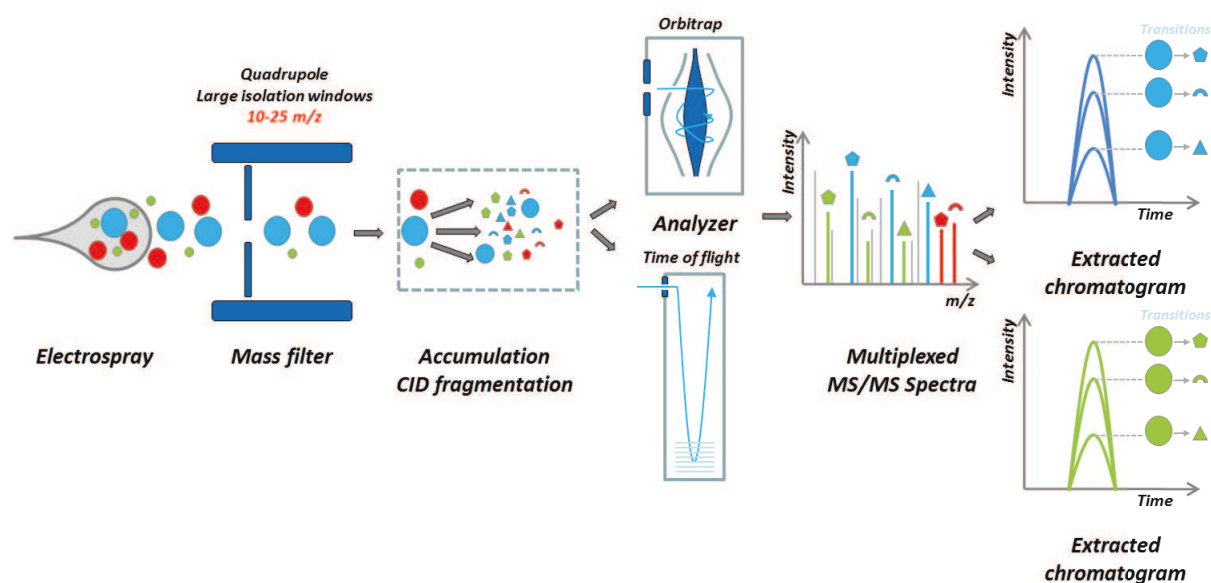 Quadrupole
Large isolation windows
10-25 m/z
Electrospray
Mass filter
Accumulation
CID fragmentation
Orbitrap
Analyzer
Time of flight
Intensity
m/z
Multiplexed
MS/MS Spectra
Intensity
Transitions
Time
Extracted
chromatogram
Intensity
Transitions
Time
Extracted
chromatogram